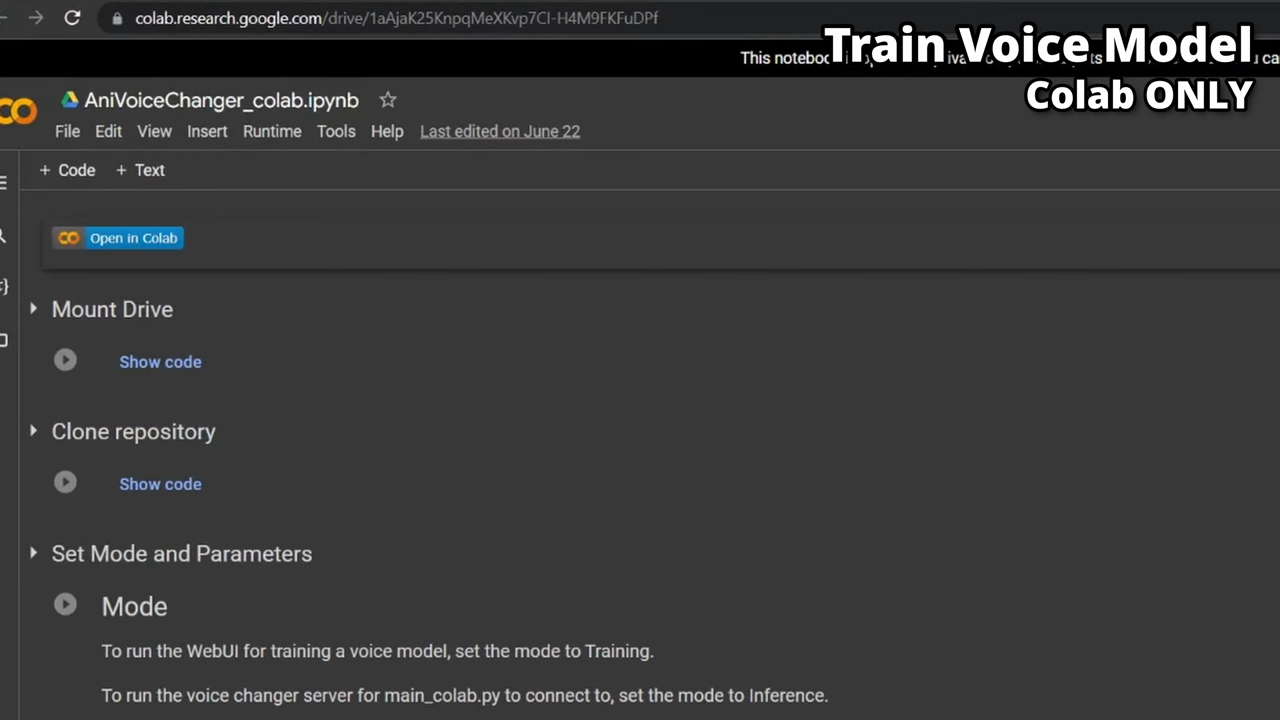 colab.research.google.com/drive/1aAjaK25KnpqMeXKvp7CI-H4M9FKFuDPf
Train Voice Model
Colab ONLY
This notebook
AniVoiceChanger_colab.ipynb
File Edit View Insert Runtime Tools Help Last edited on June 22
+ Code + Text
Open in Colab
Mount Drive
Show code
Clone repository
Show code
Set Mode and Parameters
Mode
To run the WebUI for training a voice model, set the mode to Training.
To run the voice changer server for main_colab.py to connect to, set the mode to Inference.